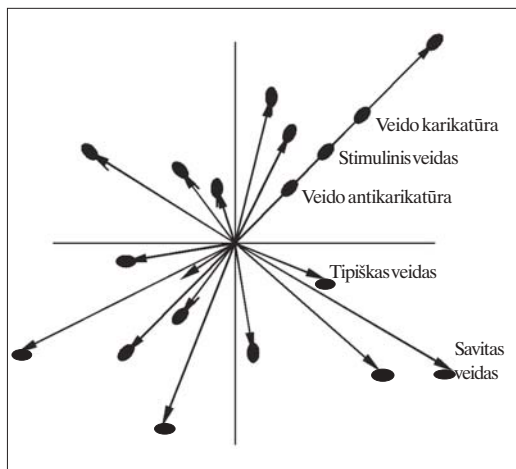 Veido karikatūra
Stimulinis veidas
Veido antikarikatūra
Tipiškas veidas
Savitas
veidas